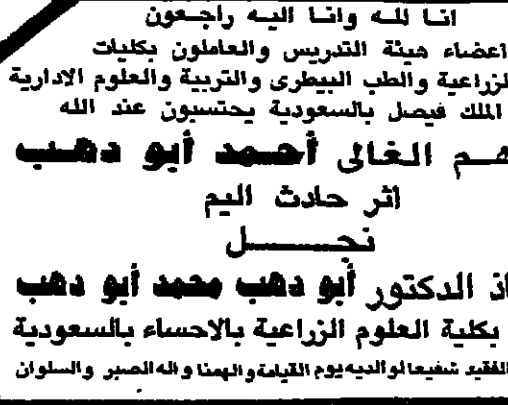 انا لله وانا اليه راجعون
اعضاء هيئة التدريس والعاملون بكليات
الزراعية والطب البيطرى والتربية والعلوم الادارية
الملك فيصل بالسعودية يحتسبون عند الله
هم الغالى أحمد أبو دهب
اثر حادث اليم
نجل
الدكتور أبو دهب محمد أبو دهب
بكلية العلوم الزراعية بالاحساء بالسعودية
الفقيد شفيعا لوالديه يوم القيامة والهمنا واله الصبر والسلوان